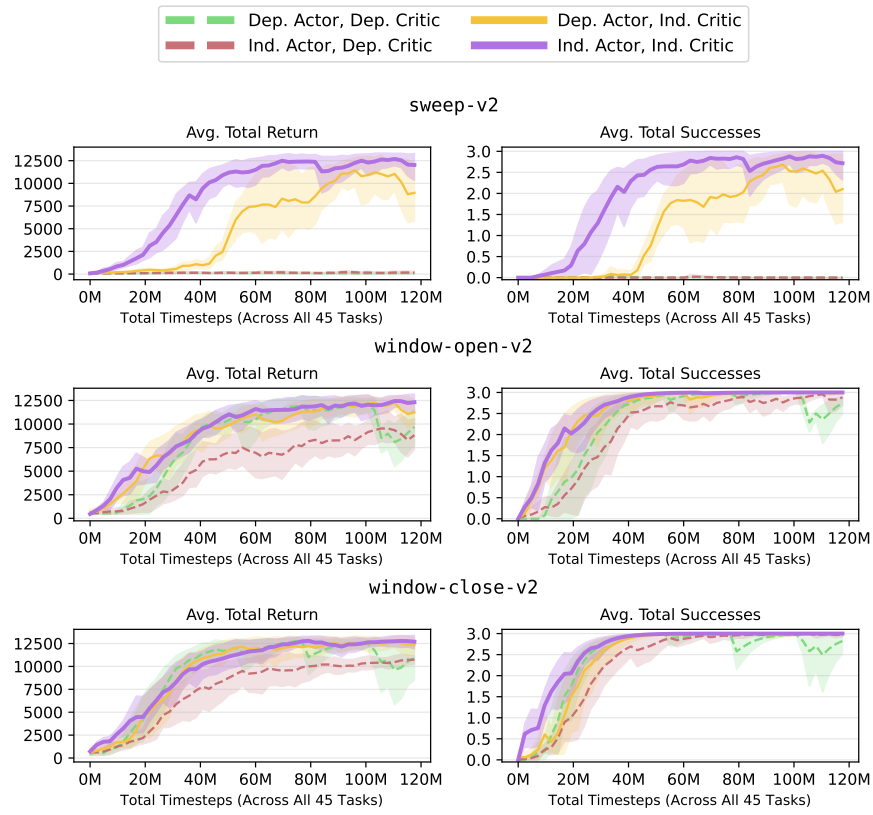 Dep. Actor, Dep. Critic
Dep. Actor, Ind. Critic
Ind. Actor, Dep. Critic
Ind. Actor, Ind. Critic
sweep-v2
Avg. Total Return
Avg. Total Successes
12500
10000
7500
5000
2500
0
0M 20M 40M 60M 80M 100M 120M
Total Timesteps (Across All 45 Tasks)
3.0
2.5
2.0
1.5
1.0
0.5
0.0
0M 20M 40M 60M 80M 100M 120M
Total Timesteps (Across All 45 Tasks)
window-open-v2
Avg. Total Return
Avg. Total Successes
12500
10000
7500
5000
2500
0
0M 20M 40M 60M 80M 100M 120M
Total Timesteps (Across All 45 Tasks)
3.0
2.5
2.0
1.5
1.0
0.5
0.0
0M 20M 40M 60M 80M 100M 120M
Total Timesteps (Across All 45 Tasks)
window-close-v2
Avg. Total Return
Avg. Total Successes
12500
10000
7500
5000
2500
0
0M 20M 40M 60M 80M 100M 120M
Total Timesteps (Across All 45 Tasks)
3.0
2.5
2.0
1.5
1.0
0.5
0.0
0M 20M 40M 60M 80M 100M 120M
Total Timesteps (Across All 45 Tasks)